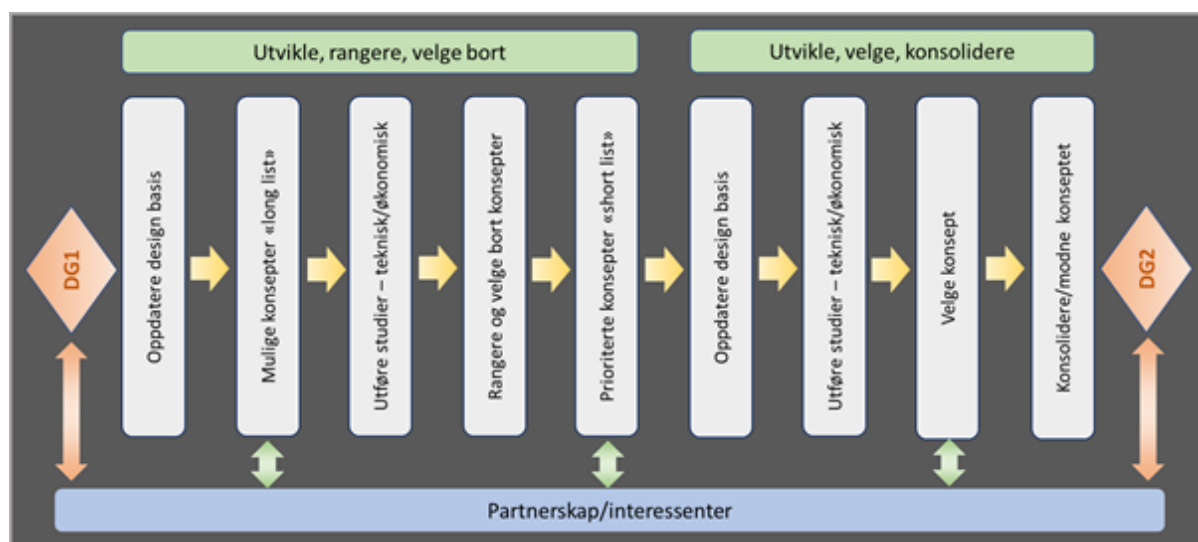 Utvikle, rangere, velge bort
Utvikle, velge, konsolidere
DG1
Oppdatere design basis
Mulige konsepter «long list»
Utføre studier – teknisk/økonomisk
Rangere og velge bort konsepter
Prioriterte konsepter «short list»
Oppdatere design basis
Utføre studier – teknisk/økonomisk
Velge konsept
Konsolidere/modne konseptet
DG2
Partnerskap/interessenter